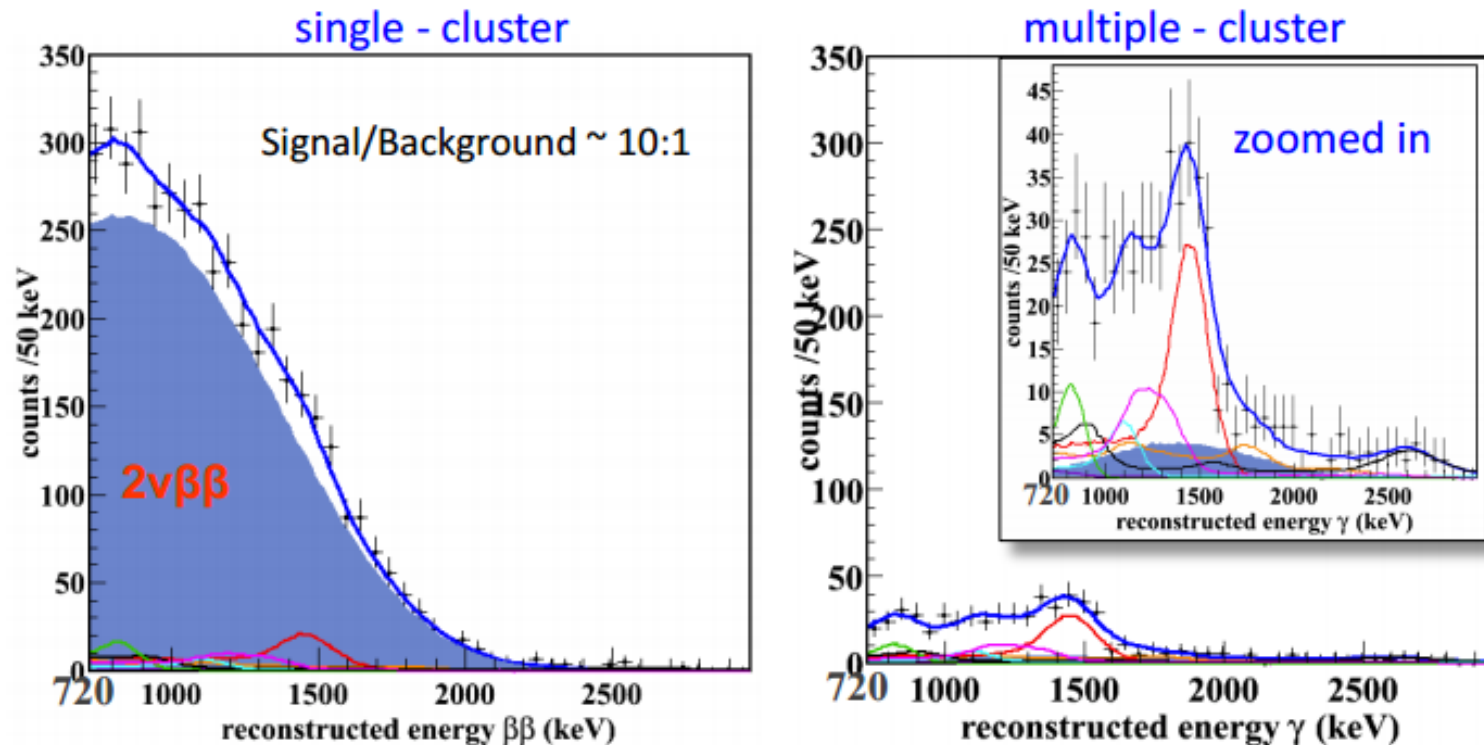 single - cluster
350
300
250
200
150
100
50
0
counts /50 keV
Signal/Background ~ 10:1
2νββ
720 1000 1500 2000 2500
reconstructed energy ββ (keV)
multiple - cluster
350
300
250
200
150
100
50
0
counts /50 keV
720 1000 1500 2000 2500
reconstructed energy γ (keV)
zoomed in
45
40
35
30
25
20
15
10
5
0
counts /50 keV
720 1000 1500 2000 2500
reconstructed energy γ (keV)